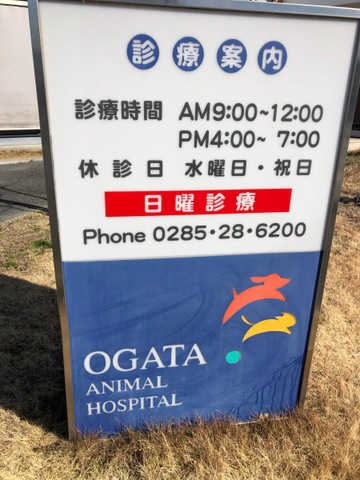 診療案内
診療時間 AM9:00~12:00
PM4:00~ 7:00
休診日 水曜日・祝日
日曜診療
Phone 0285・28・6200
OGATA
ANIMAL
HOSPITAL